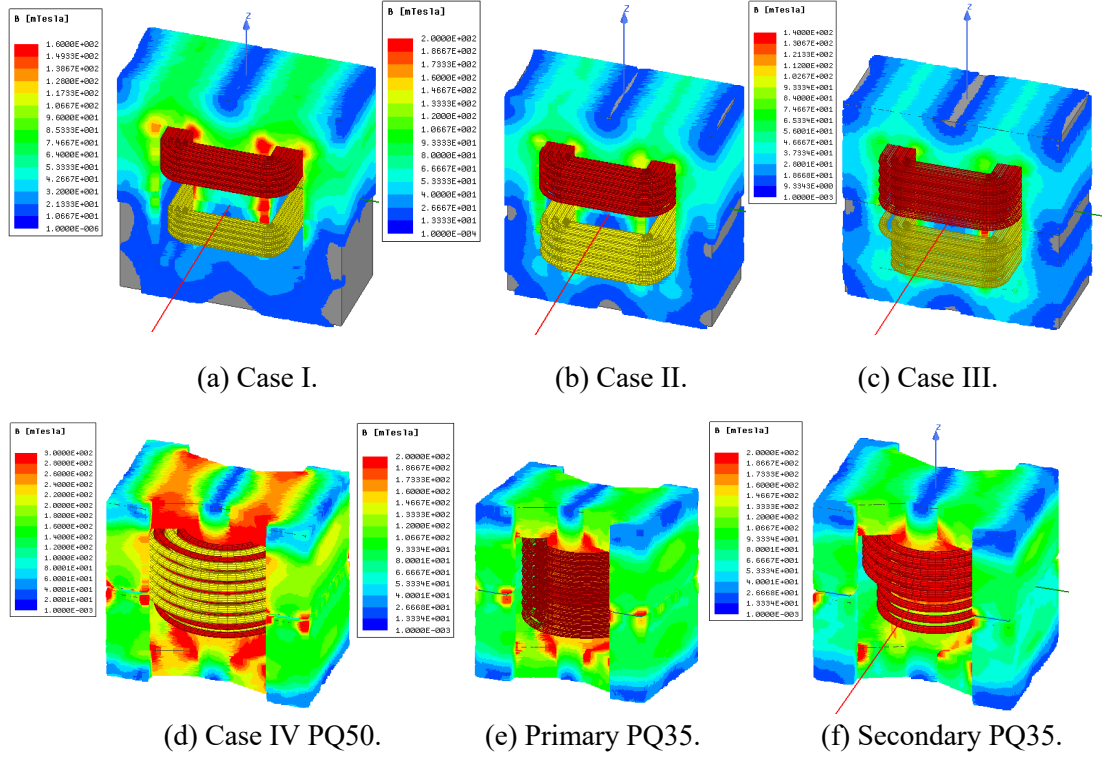 B [mTesla]
1.6000E+002
1.4933E+002
1.3867E+002
1.2800E+002
1.1733E+002
1.0667E+002
9.6000E+001
8.5333E+001
7.4667E+001
6.4000E+001
5.3333E+001
4.2667E+001
3.2000E+001
2.1333E+001
1.0667E+001
1.0000E-006
z
B [mTesla]
2.0000E+002
1.8667E+002
1.7333E+002
1.6000E+002
1.4667E+002
1.3333E+002
1.2000E+002
1.0667E+002
9.3333E+001
8.0000E+001
6.6667E+001
5.3333E+001
4.0000E+001
2.6667E+001
1.3333E+001
1.0000E-004
z
B [mTesla]
1.4000E+002
1.3067E+002
1.2133E+002
1.1200E+002
1.0267E+002
9.3334E+001
8.4000E+001
7.4667E+001
6.5334E+001
5.6001E+001
4.6667E+001
3.7334E+001
2.8001E+001
1.8668E+001
9.3343E+000
1.0000E-003
z
(a) Case I.
(b) Case II.
(c) Case III.
B [mTesla]
3.0000E+002
2.8000E+002
2.6000E+002
2.4000E+002
2.2000E+002
2.0000E+002
1.8000E+002
1.6000E+002
1.4000E+002
1.2000E+002
1.0000E+002
8.0001E+001
6.0001E+001
4.0001E+001
2.0001E+001
1.0000E-003
B [mTesla]
2.0000E+002
1.8667E+002
1.7333E+002
1.6000E+002
1.4667E+002
1.3333E+002
1.2000E+002
1.0667E+002
9.3334E+001
8.0001E+001
6.6667E+001
5.3334E+001
4.0001E+001
2.6668E+001
1.3334E+001
1.0000E-003
B [mTesla]
2.0000E+002
1.8667E+002
1.7333E+002
1.6000E+002
1.4667E+002
1.3333E+002
1.2000E+002
1.0667E+002
9.3334E+001
8.0001E+001
6.6667E+001
5.3334E+001
4.0001E+001
2.6668E+001
1.3334E+001
1.0000E-003
z
(d) Case IV PQ50.
(e) Primary PQ35.
(f) Secondary PQ35.